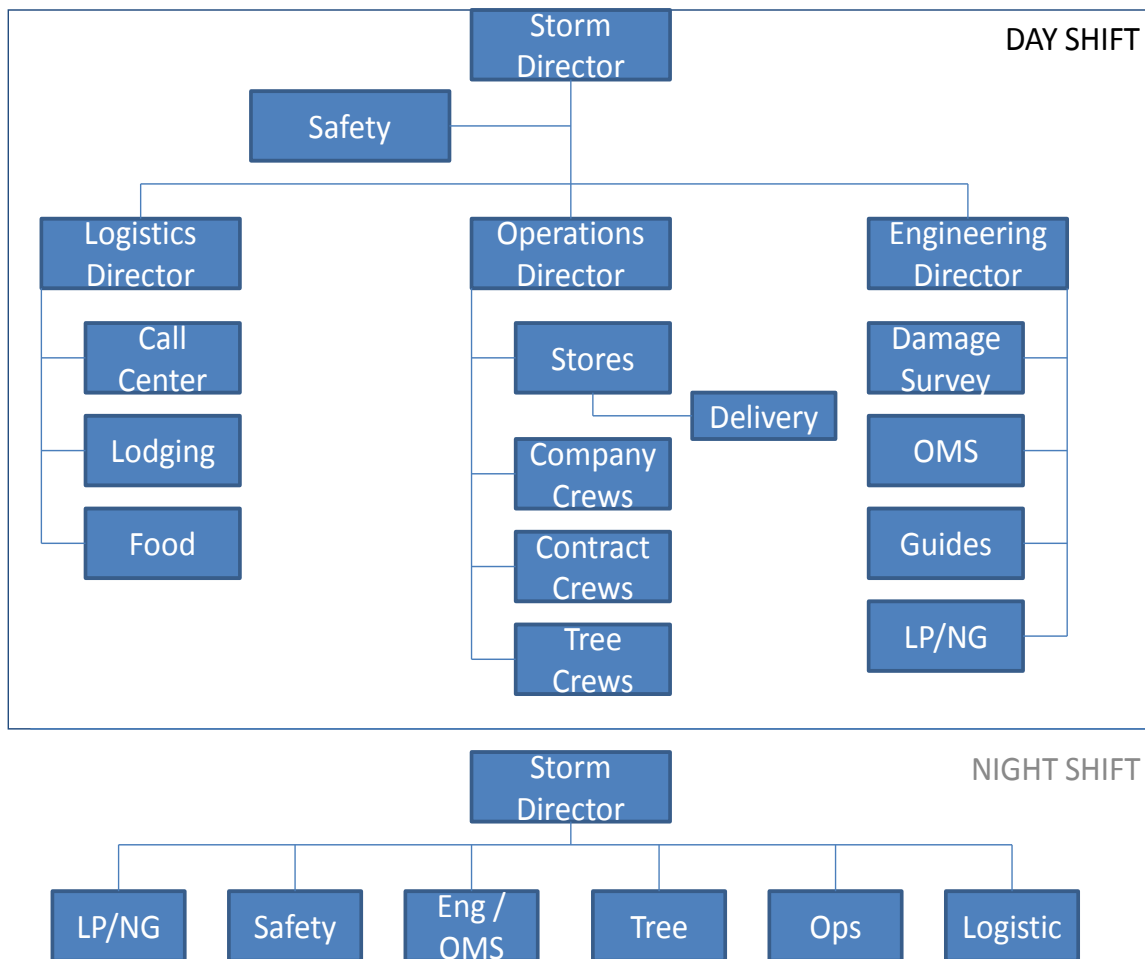 Storm
Director
DAY SHIFT
Safety
Logistics
Director
Operations
Director
Engineering
Director
Call
Center
Stores
Damage
Survey
Delivery
Lodging
Company
Crews
OMS
Food
Contract
Crews
Guides
Tree
Crews
LP/NG
NIGHT SHIFT
Storm
Director
LP/NG
Safety
Eng /
OMS
Tree
Ops
Logistic